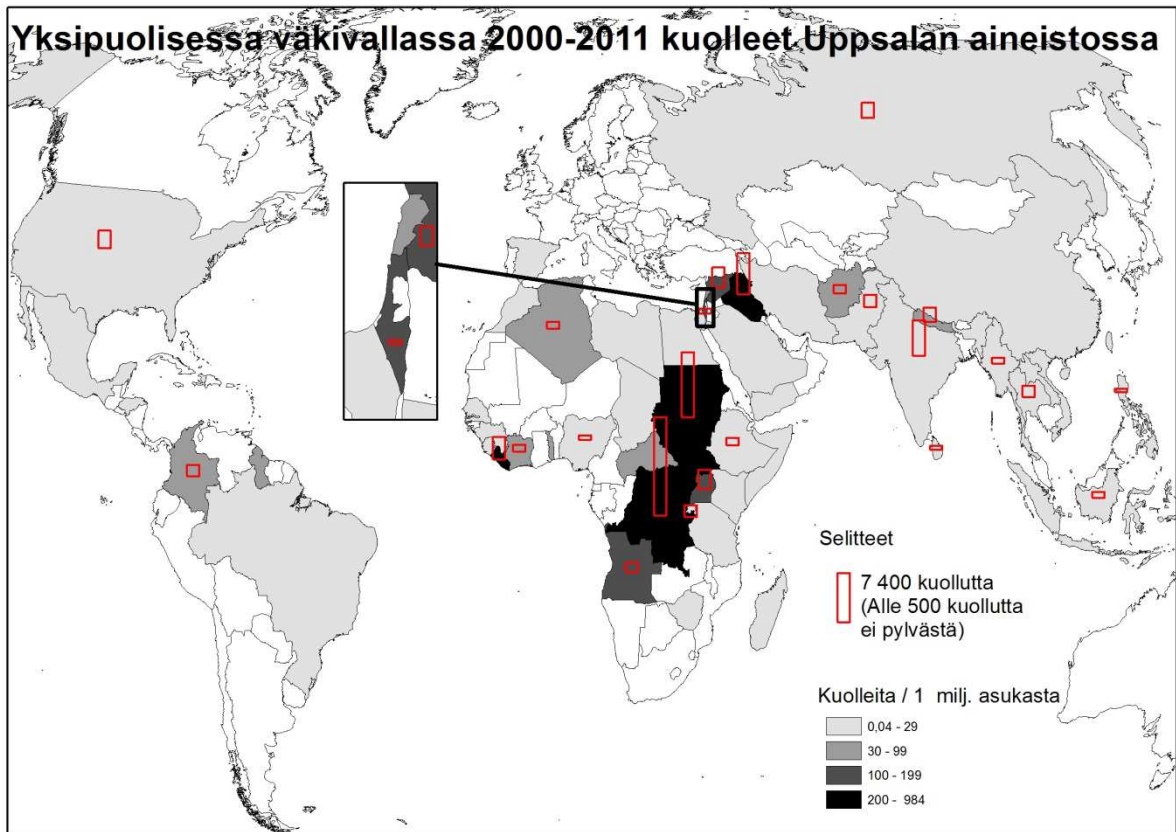 Yksipuolisessa väkivallassa 2000-2011 kuolleet Uppsalan aineistossa
Selitteet
7 400 kuollutta
(Alle 500 kuollutta
ei pylvästä)
Kuolleita / 1 milj. asukasta
0,04 - 29
30 - 99
100 - 199
200 - 984